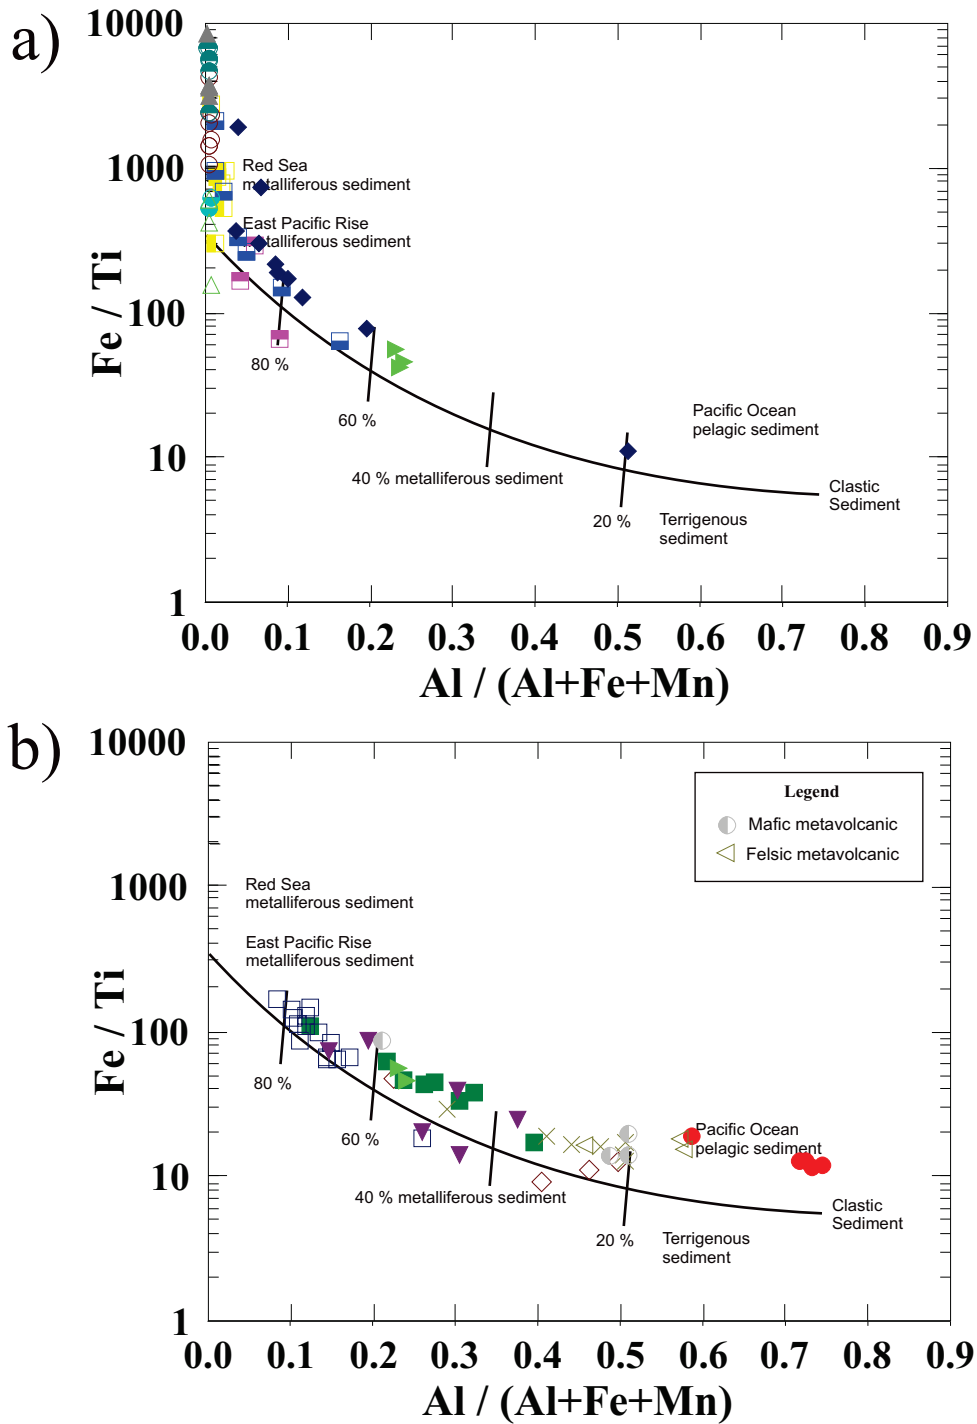 a)
10000
1000
100
10
1
Fe / Ti
Red Sea
metalliferous sediment
East Pacific Rise
metalliferous sediment
80 %
60 %
40 % metalliferous sediment
20 %
Pacific Ocean
pelagic sediment
Clastic
Sediment
Terrigenous
sediment
0.0 0.1 0.2 0.3 0.4 0.5 0.6 0.7 0.8 0.9
Al / (Al+Fe+Mn)
b)
10000
1000
100
10
1
Fe / Ti
Legend
Mafic metavolcanic
Felsic metavolcanic
Red Sea
metalliferous sediment
East Pacific Rise
metalliferous sediment
80 %
60 %
40 % metalliferous sediment
20 %
Pacific Ocean
pelagic sediment
Clastic
Sediment
Terrigenous
sediment
0.0 0.1 0.2 0.3 0.4 0.5 0.6 0.7 0.8 0.9
Al / (Al+Fe+Mn)